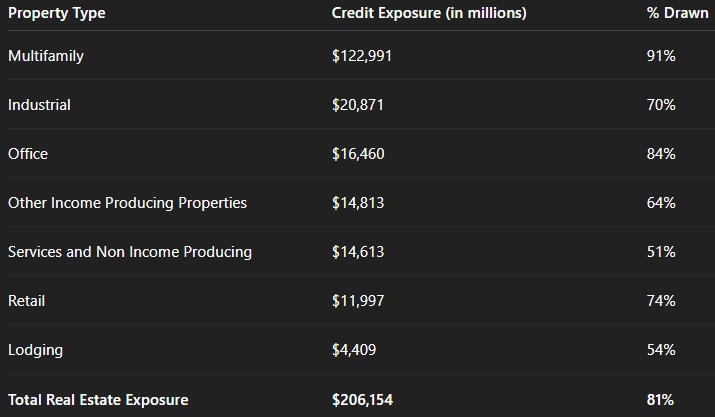 Property Type Credit Exposure (in millions) % Drawn
Multifamily $122,991 91%
Industrial $20,871 70%
Office $16,460 84%
Other Income Producing Properties $14,813 64%
Services and Non Income Producing $14,613 51%
Retail $11,997 74%
Lodging $4,409 54%
Total Real Estate Exposure $206,154 81%